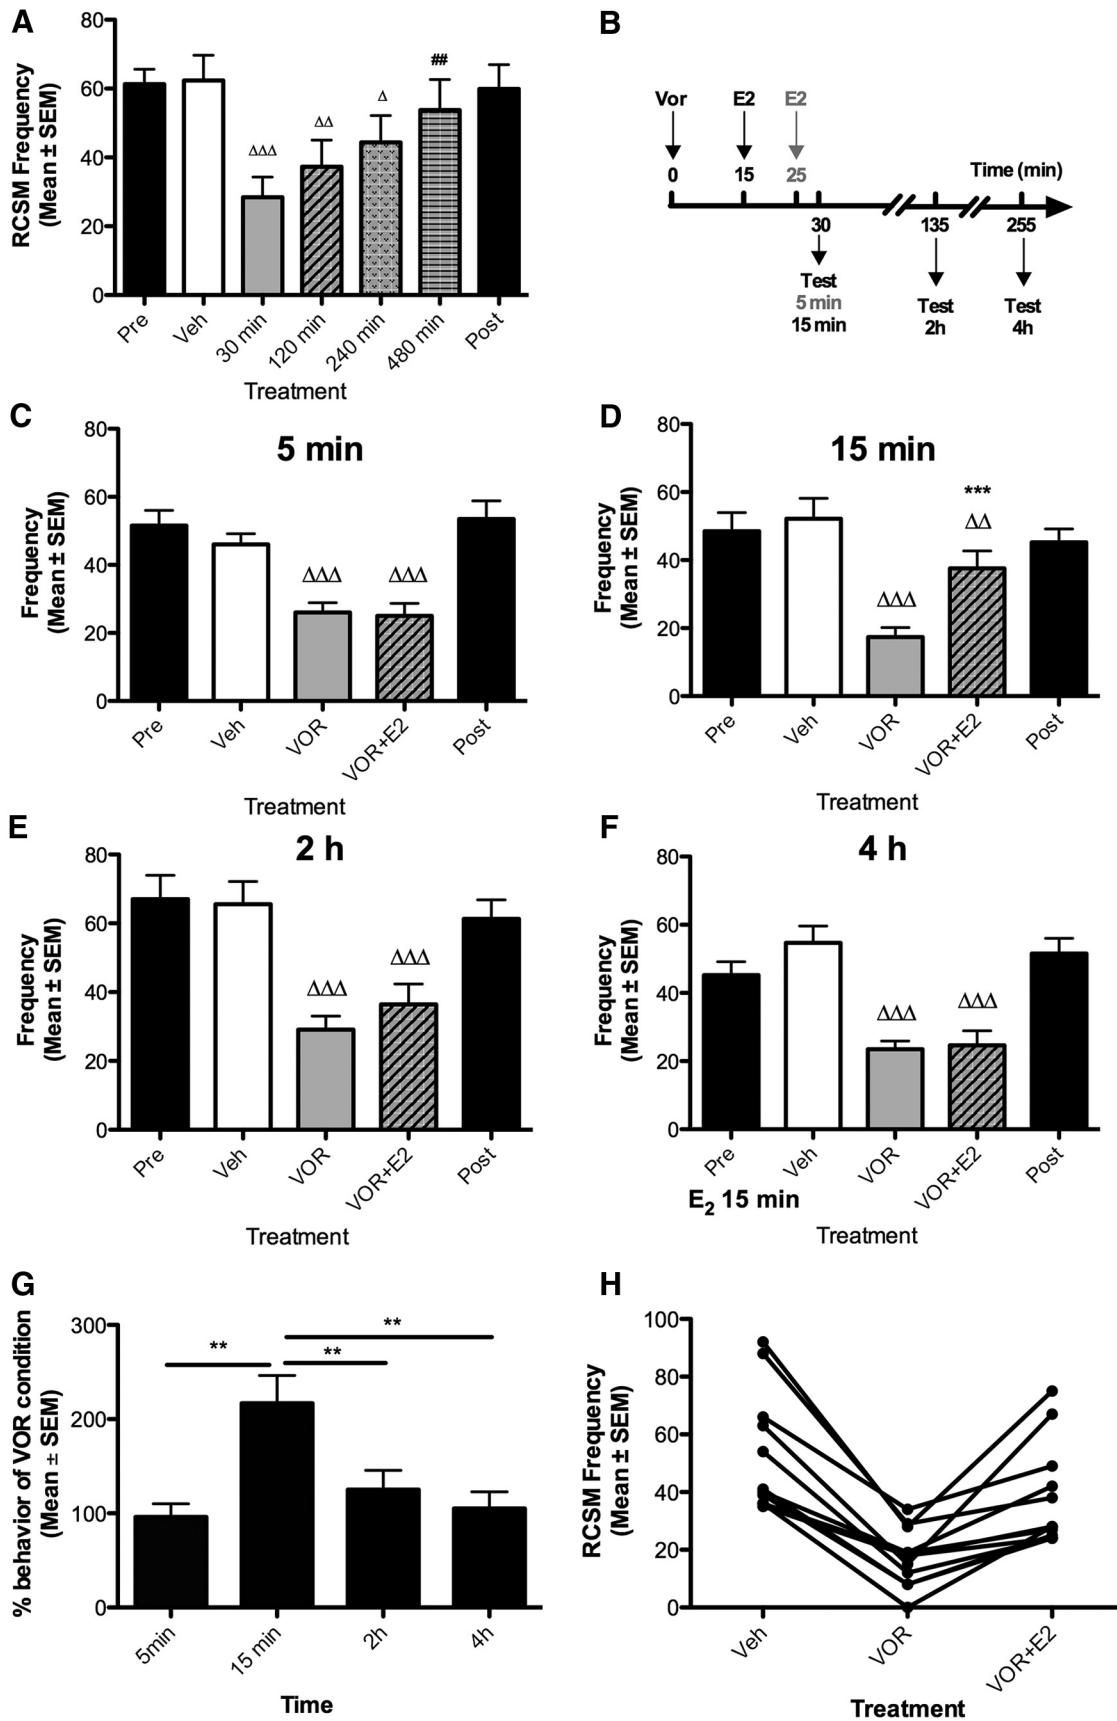 A
RCSM Frequency
(Mean ± SEM)
80
60
40
20
0
ΔΔΔ
ΔΔ
Δ
##
Pre
Veh
30 min
120 min
240 min
480 min
Post
Treatment
B
Vor
E2
E2
0
15
25
Time (min)
30
135
255
Test
5 min
15 min
Test
2h
Test
4h
C
5 min
Frequency
(Mean ± SEM)
80
60
40
20
0
ΔΔΔ
ΔΔΔ
Pre
Veh
VOR
VOR+E2
Post
Treatment
D
15 min
Frequency
(Mean ± SEM)
80
60
40
20
0
ΔΔΔ
***
ΔΔ
Pre
Veh
VOR
VOR+E2
Post
Treatment
E
2 h
Frequency
(Mean ± SEM)
80
60
40
20
0
ΔΔΔ
ΔΔΔ
Pre
Veh
VOR
VOR+E2
Post
Treatment
F
4 h
Frequency
(Mean ± SEM)
80
60
40
20
0
ΔΔΔ
ΔΔΔ
Pre
Veh
VOR
VOR+E2
Post
E₂ 15 min
Treatment
G
% behavior of VOR condition
(Mean ± SEM)
300
200
100
0
**
**
**
5min
15 min
2h
4h
Time
H
RCSM Frequency
(Mean ± SEM)
100
80
60
40
20
0
Veh
VOR
VOR+E2
Treatment